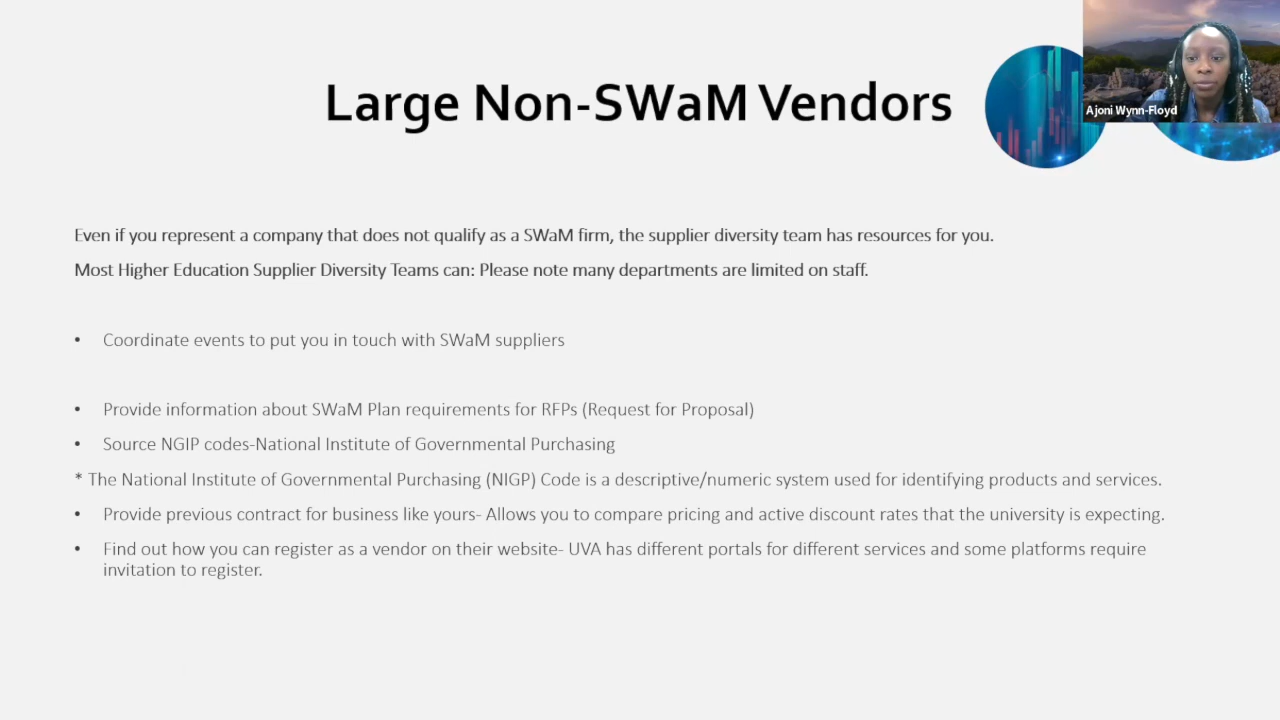 Large Non-SWaM Vendors
Ajoni Wynn-Floyd
Even if you represent a company that does not qualify as a SWaM firm, the supplier diversity team has resources for you.
Most Higher Education Supplier Diversity Teams can: Please note many departments are limited on staff.
• Coordinate events to put you in touch with SWaM suppliers
• Provide information about SWaM Plan requirements for RFPs (Request for Proposal)
• Source NGIP codes-National Institute of Governmental Purchasing
* The National Institute of Governmental Purchasing (NIGP) Code is a descriptive/numeric system used for identifying products and services.
• Provide previous contract for business like yours- Allows you to compare pricing and active discount rates that the university is expecting.
• Find out how you can register as a vendor on their website- UVA has different portals for different services and some platforms require
invitation to register.